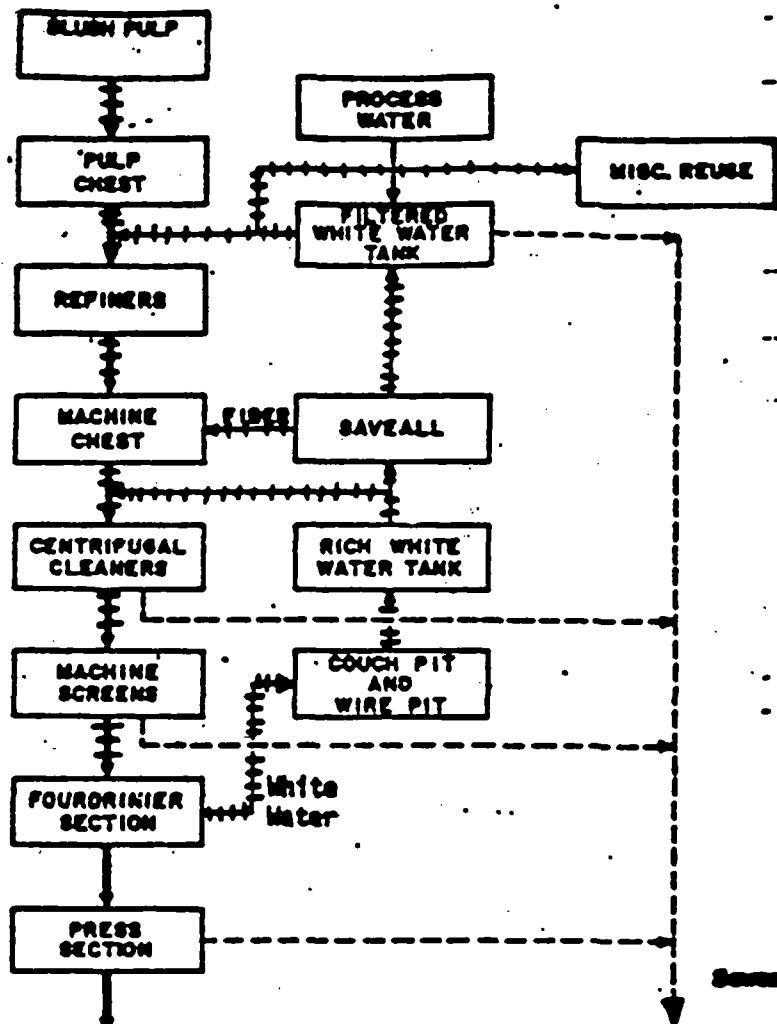 SLUSH PULP
PROCESS
WATER
PULP
CHEST
MISC. REUSE
FILTERED
WHITE WATER
TANK
REFINERS
MACHINE
CHEST
FIBER
SAVEALL
CENTRIFUGAL
CLEANERS
RICH WHITE
WATER TANK
MACHINE
SCREENS
COUCH PIT
AND
WIRE PIT
FOURDRINIER
SECTION
White
Water
PRESS
SECTION